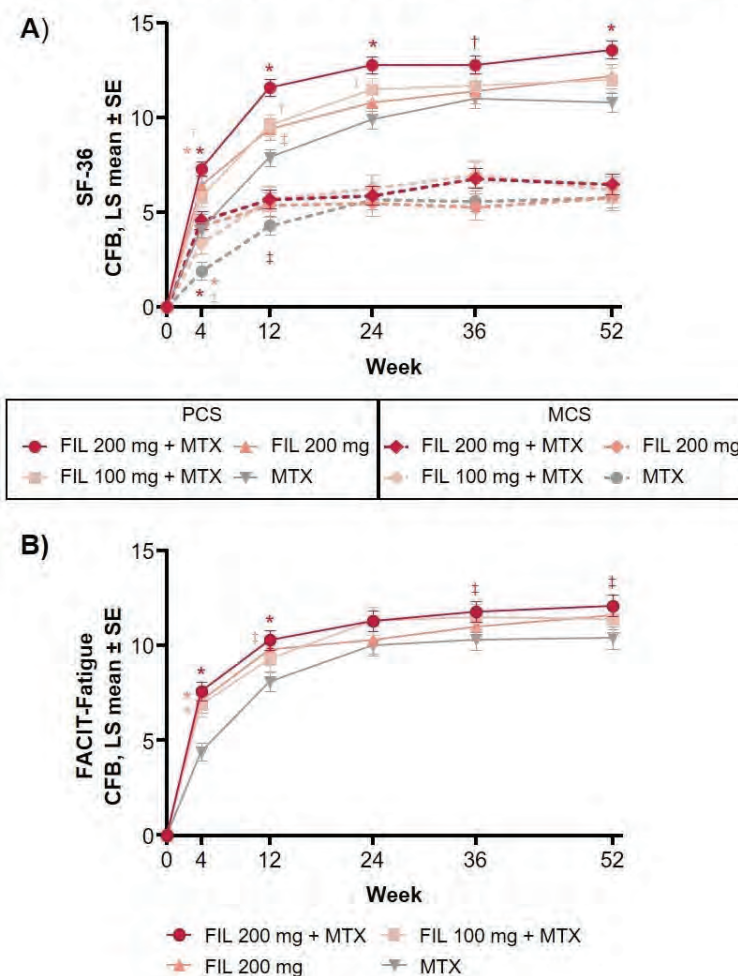 A)
15
10
5
0
SF-36
CFB, LS mean ± SE
* * * * † *
† † † ‡
* * ‡ ‡
0 4 12 24 36 52
Week
PCS MCS
FIL 200 mg + MTX FIL 200 mg FIL 200 mg + MTX FIL 200 mg
FIL 100 mg + MTX MTX FIL 100 mg + MTX MTX
B)
15
10
5
0
FACIT-Fatigue
CFB, LS mean ± SE
* * * * ‡ ‡ ‡
0 4 12 24 36 52
Week
FIL 200 mg + MTX FIL 100 mg + MTX
FIL 200 mg MTX